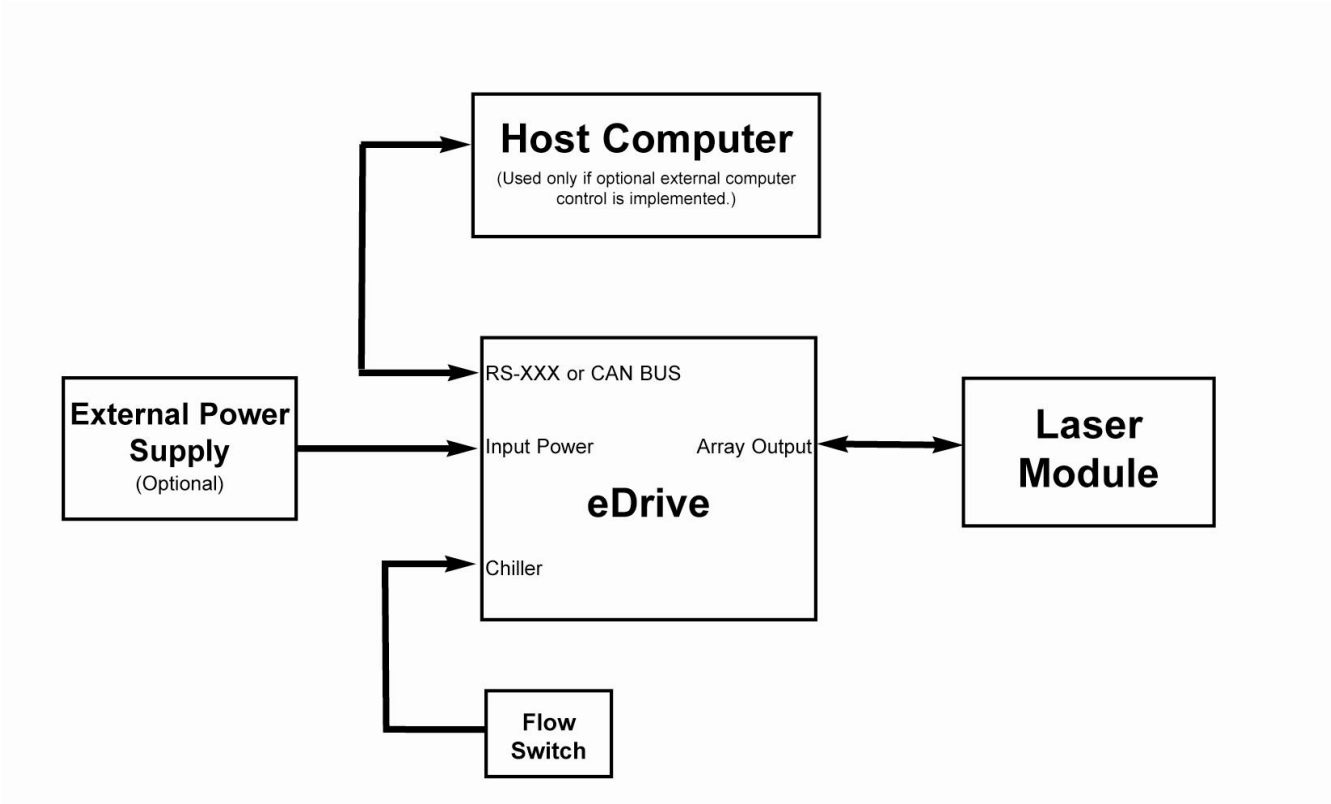 Host Computer
(Used only if optional external computer
control is implemented.)
RS-XXX or CAN BUS
External Power
Supply
(Optional)
Input Power
Array Output
eDrive
Chiller
Laser
Module
Flow
Switch